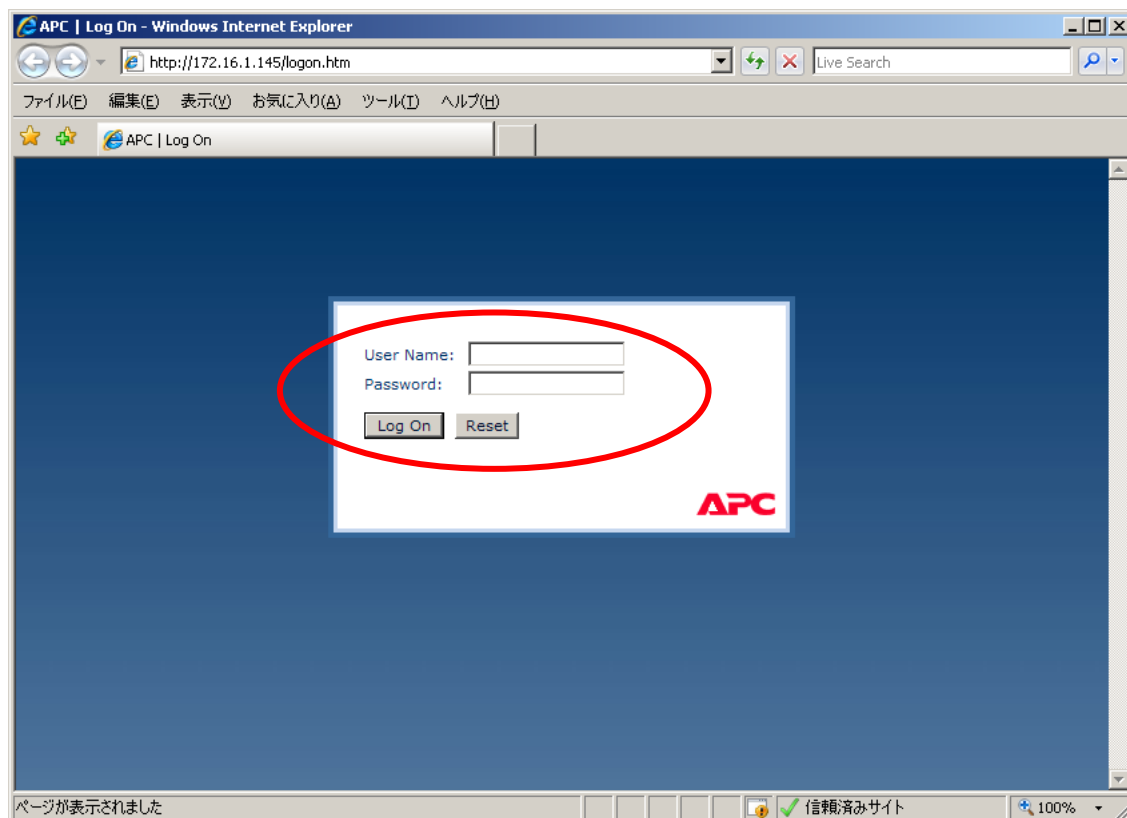 APC | Log On - Windows Internet Explorer
http://172.16.1.145/logon.htm
Live Search
ファイル(F) 編集(E) 表示(V) お気に入り(A) ツール(T) ヘルプ(H)
APC | Log On
User Name:
Password:
Log On Reset
APC
ページが表示されました 信頼済みサイト 100%